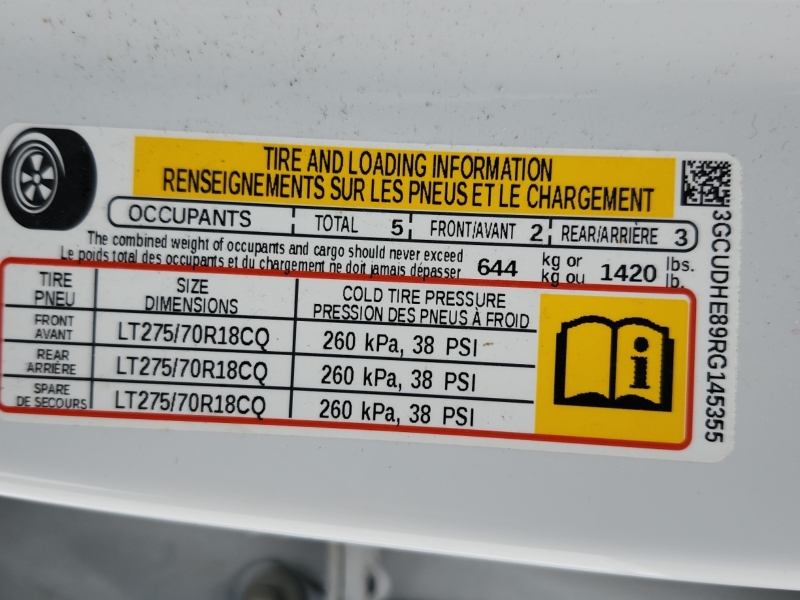 TIRE AND LOADING INFORMATION
RENSEIGNEMENTS SUR LES PNEUS ET LE CHARGEMENT
OCCUPANTS TOTAL 5 FRONT/AVANT 2 REAR/ARRIÈRE 3
The combined weight of occupants and cargo should never exceed
Le poids total des occupants et du chargement ne doit jamais dépasser
644 kg or 1420 lbs.
kg ou lb.
TIRE SIZE COLD TIRE PRESSURE
PNEU DIMENSIONS PRESSION DES PNEUS À FROID
FRONT
AVANT LT275/70R18CQ 260 kPa, 38 PSI
REAR
ARRIÈRE LT275/70R18CQ 260 kPa, 38 PSI
SPARE
DE SECOURS LT275/70R18CQ 260 kPa, 38 PSI
i
3GCUDHE89RG145355